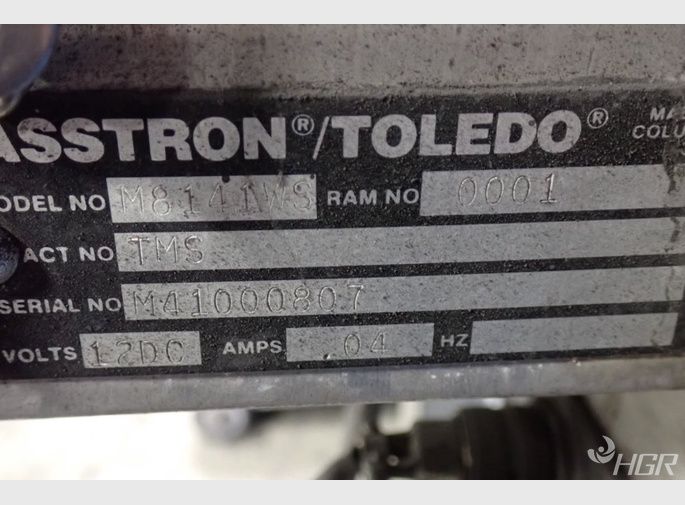 ASSTRON®/TOLEDO®
MA
COLU
ODEL NO M8141WS RAM NO 0001
ACT NO TMS
SERIAL NO M41000807
VOLTS 12DC AMPS .04 HZ
HGR